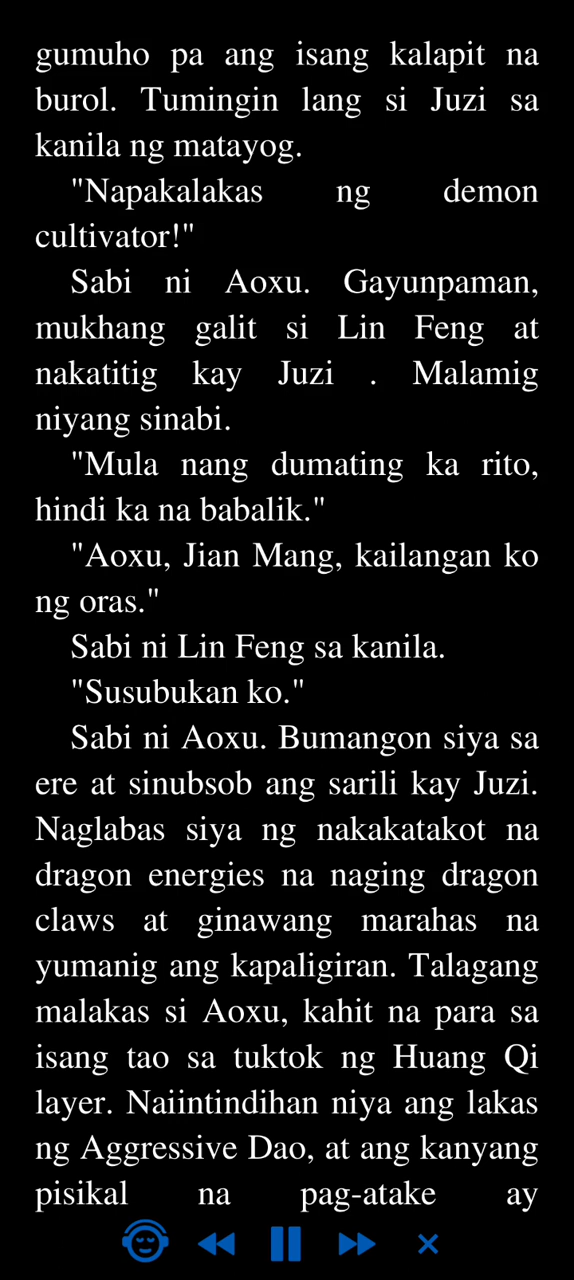 gumuho pa ang isang kalapit na
burol. Tumingin lang si Juzi sa
kanila ng matayog.
"Napakalakas ng demon
cultivator!"
Sabi ni Aoxu. Gayunpaman,
mukhang galit si Lin Feng at
nakatitig kay Juzi . Malamig
niyang sinabi.
"Mula nang dumating ka rito,
hindi ka na babalik."
"Aoxu, Jian Mang, kailangan ko
ng oras."
Sabi ni Lin Feng sa kanila.
"Susubukan ko."
Sabi ni Aoxu. Bumangon siya sa
ere at sinubsob ang sarili kay Juzi.
Naglabas siya ng nakakatakot na
dragon energies na naging dragon
claws at ginawang marahas na
yumanig ang kapaligiran. Talagang
malakas si Aoxu, kahit na para sa
isang tao sa tuktok ng Huang Qi
layer. Naiintindihan niya ang lakas
ng Aggressive Dao, at ang kanyang
pisikal na pag-atake ay